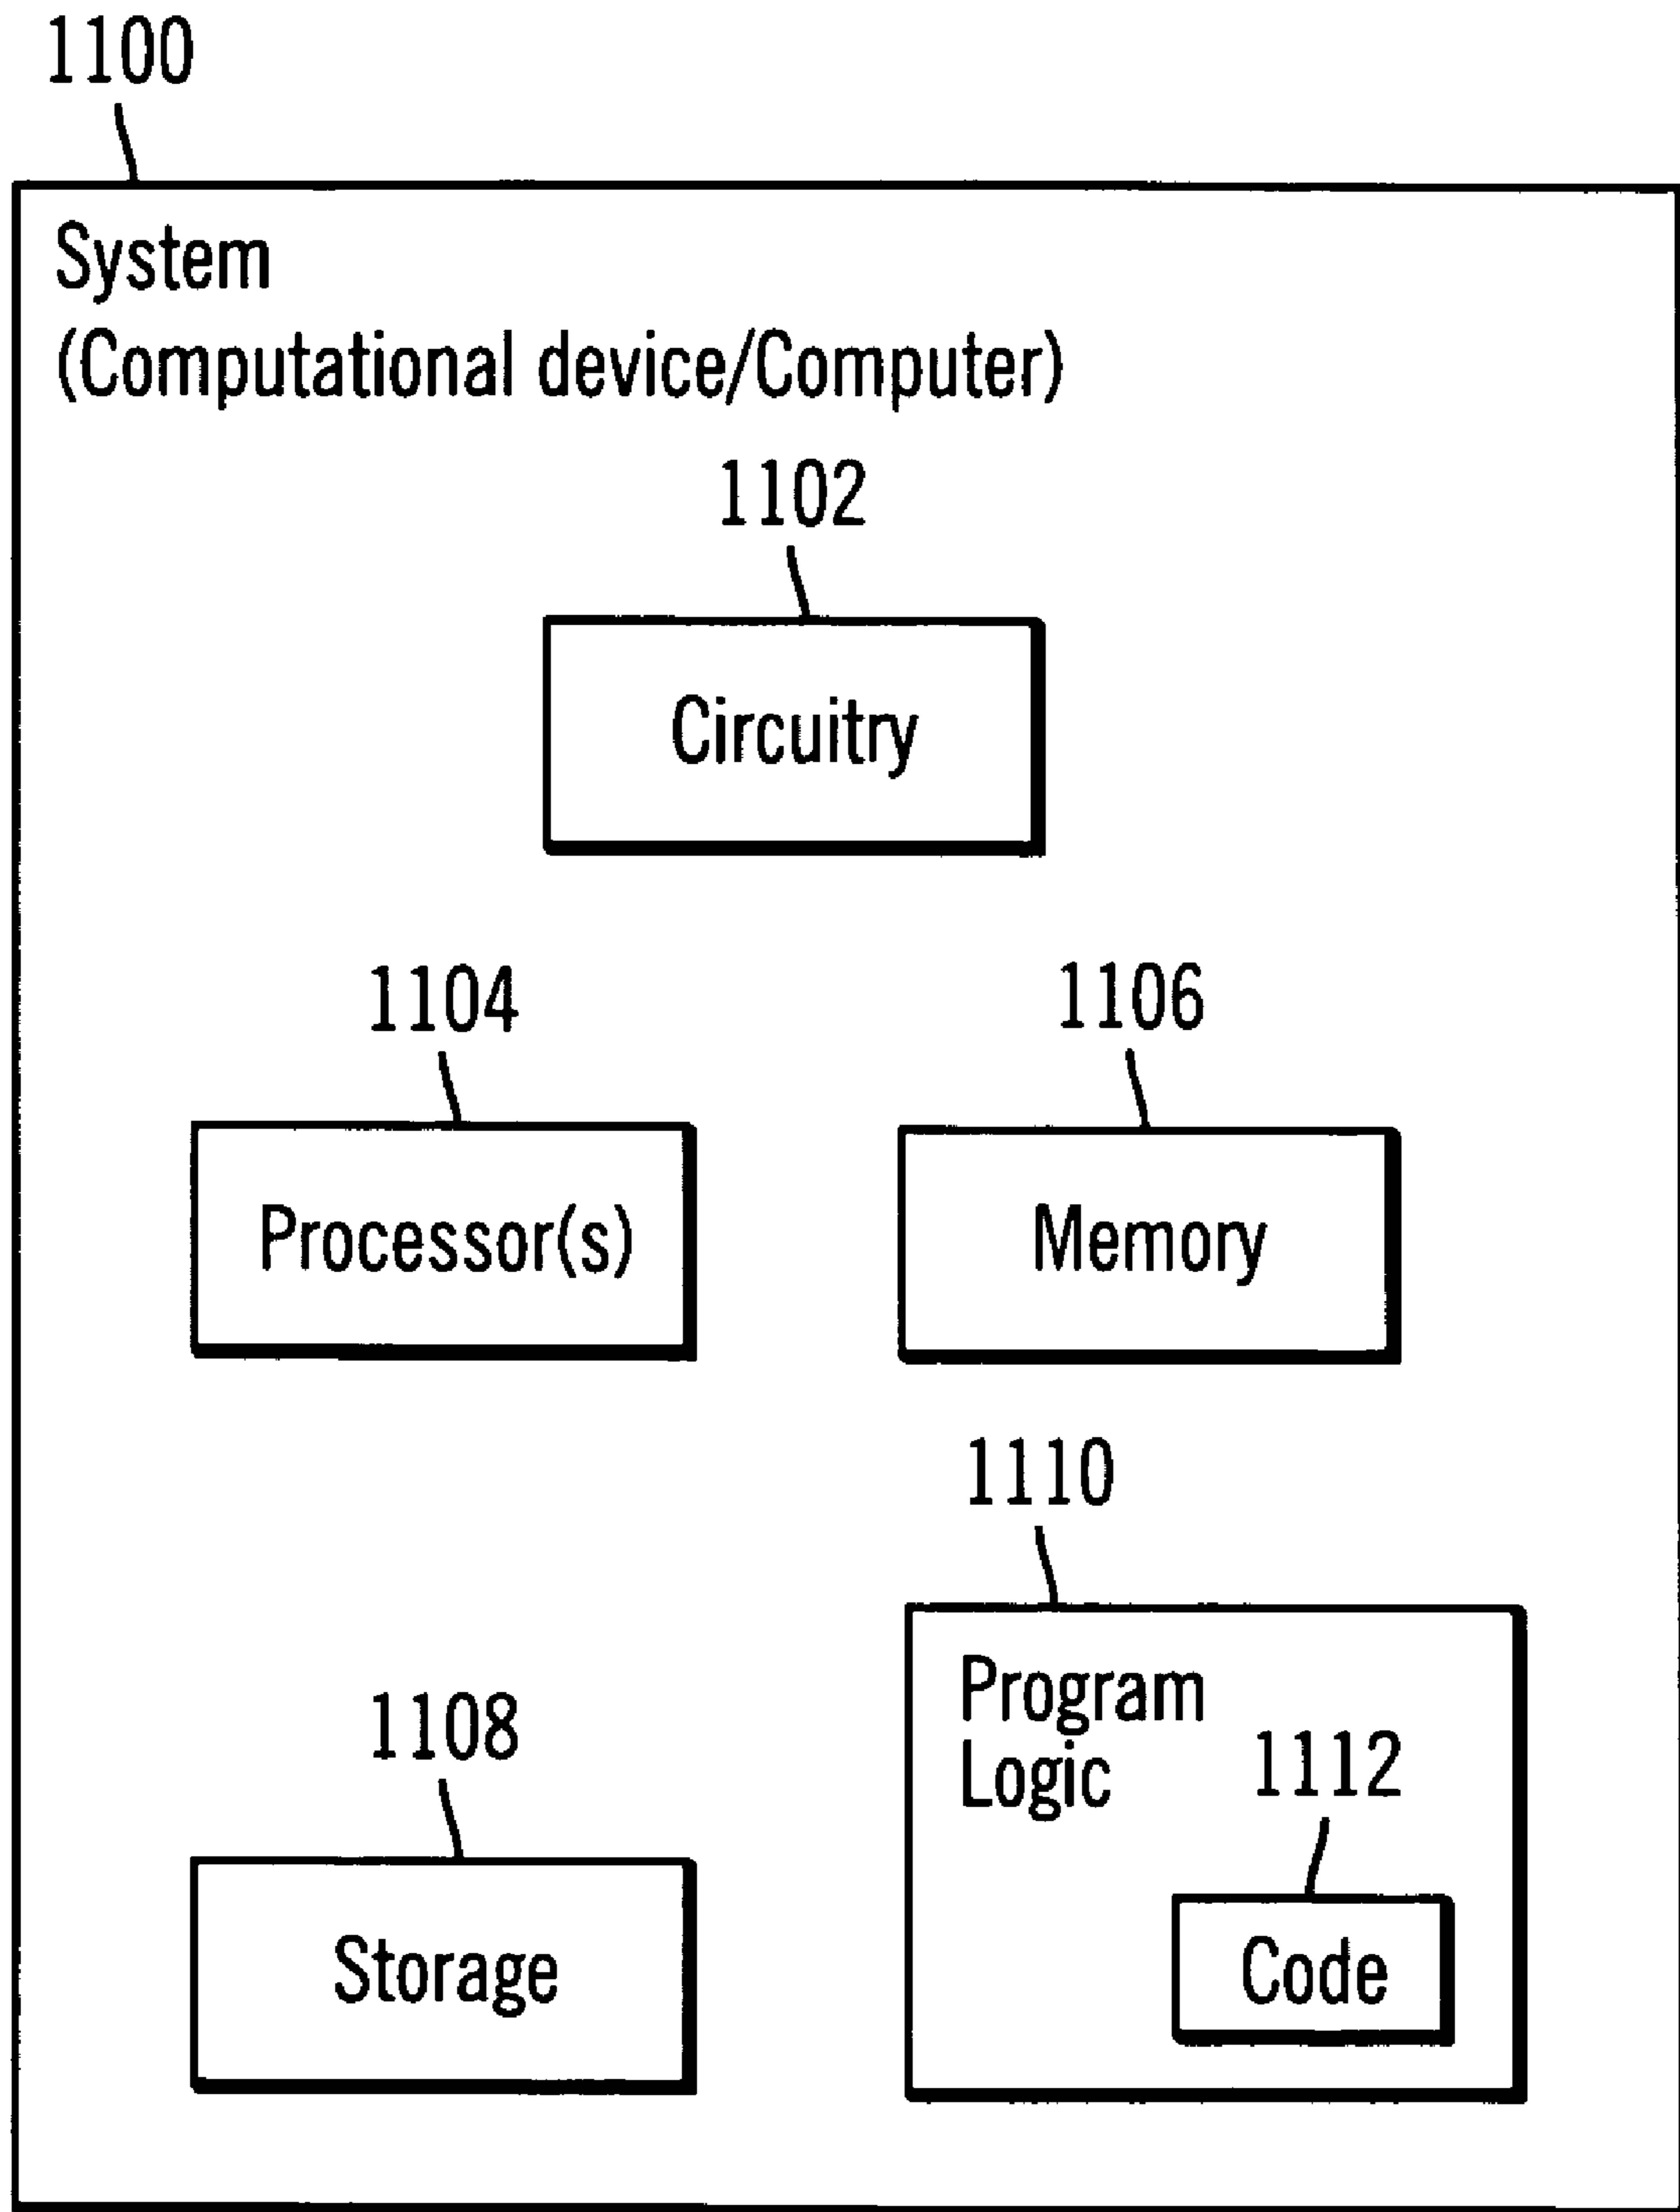 1100
System
(Computational device/Computer)
1102
Circuitry
1104
1106
Processor(s)
Memory
1110
Program
Logic
1108
1112
Storage
Code